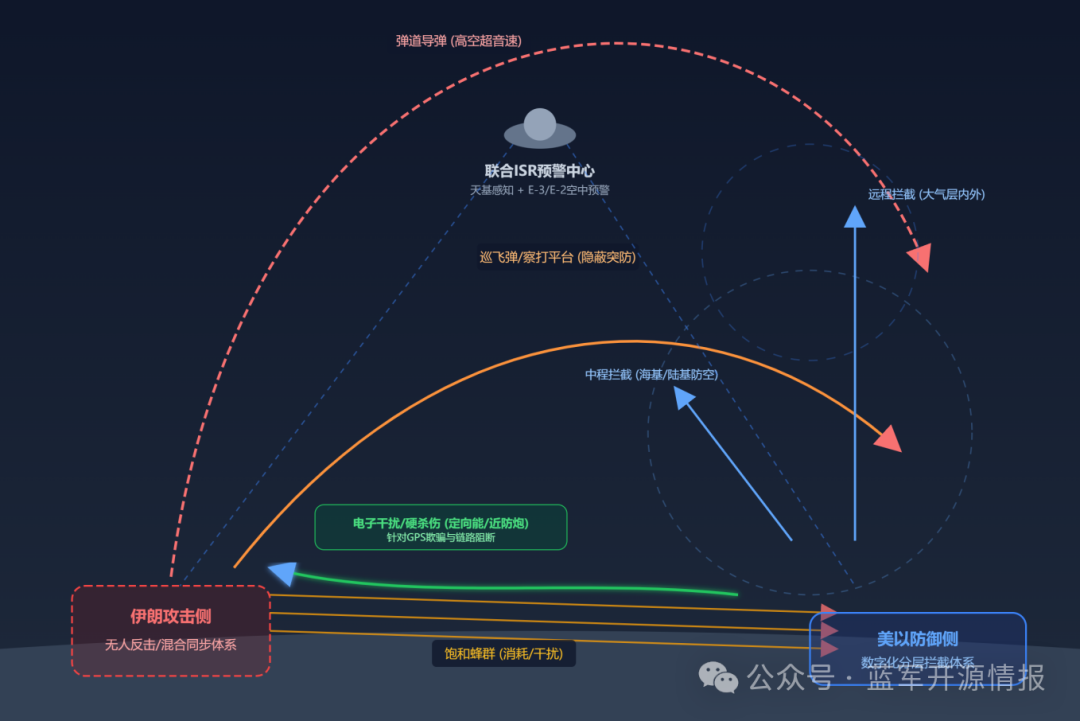 弹道导弹 (高空超音速)
联合ISR预警中心
天基感知 + E-3/E-2空中预警
远程拦截 (大气层内外)
巡飞弹/察打平台 (隐蔽突防)
中程拦截 (海基/陆基防空)
电子干扰/硬杀伤 (定向能/近防炮)
针对GPS欺骗与链路阻断
伊朗攻击侧
无人反击/混合同步体系
饱和蜂群 (消耗/干扰)
美以防御侧
数字化分层拦截体系
公众号 · 蓝军开源情报